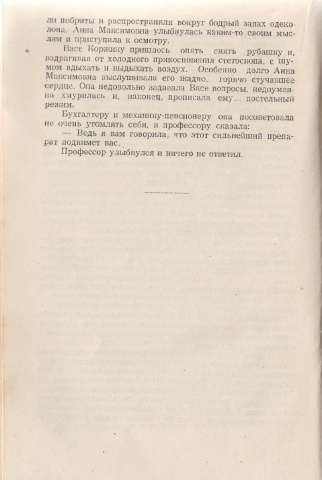 ли побриты и распространяли вокруг бодрый запах одеко-
лона. Анна Максимовна улыбнулась каким-то своим мыс-
лям и приступила к осмотру.
Васе Коржику пришлось опять снять рубашку и,
вздрагивая от холодного прикосновения стетоскопа, с шу-
мом вдыхать и выдыхать воздух. Особенно долго Анна
Максимовна выслушивала его жадно, горячо стучавшее
сердце. Она недовольно задавала Васе вопросы, недоумен-
но хмурилась и, наконец, прописала ему... постельный
режим.
Бухгалтеру и механику-пенсионеру она посоветовала
не очень утомлять себя, а профессору сказала:
— Ведь я вам говорила, что этот сильнейший препа-
рат поднимет вас.
Профессор улыбнулся и ничего не ответил.